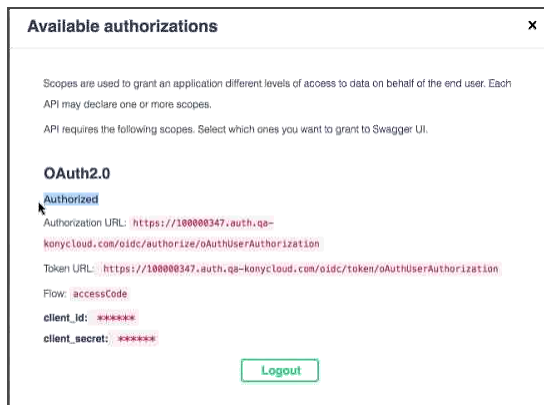 Available authorizations
×
Scopes are used to grant an application different levels of access to data on behalf of the end user. Each
API may declare one or more scopes.
API requires the following scopes. Select which ones you want to grant to Swagger UI.
OAuth2.0
Authorized
Authorization URL: https://100000347.auth.qa-
konycloud.com/oidc/authorize/oAuthUserAuthorization
Token URL: https://100000347.auth.qa-konycloud.com/oidc/token/oAuthUserAuthorization
Flow: accessCode
client_id: ******
client_secret: ******
Logout